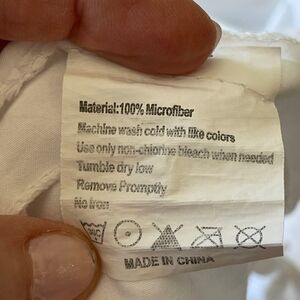 Material:100% Microfiber
Machine wash cold with like colors
Use only non-chlorine bleach when needed
Tumble dry low
Remove Promptly
No Iron
MADE IN CHINA